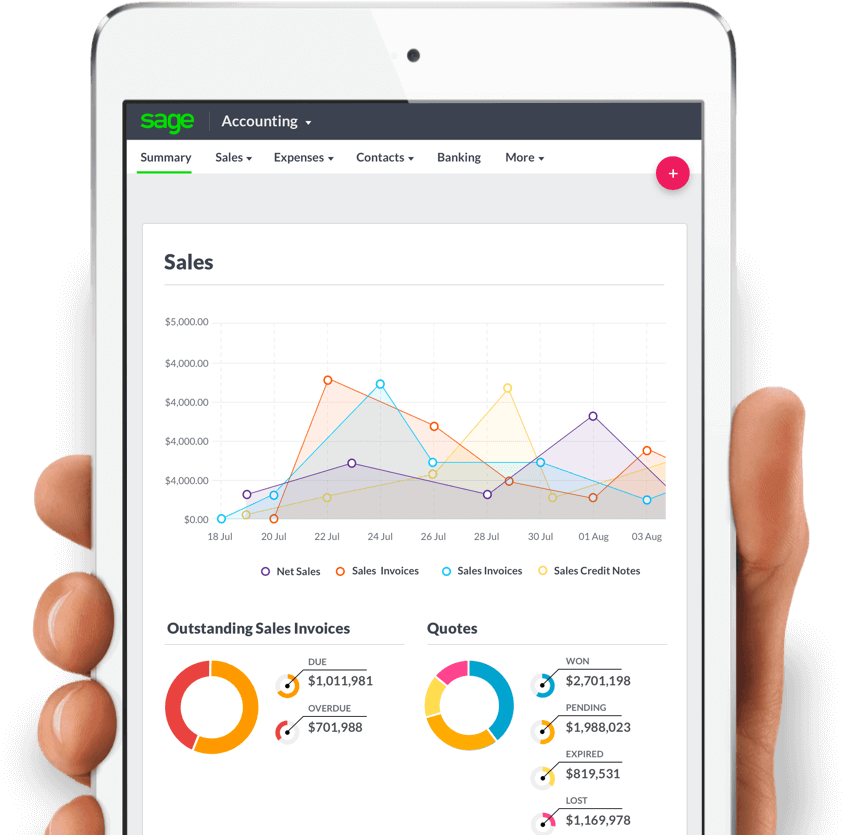 sage Accounting
Summary Sales Expenses Contacts Banking More
+
Sales
$5,000.00
$4,000.00
$4,000.00
$4,000.00
$4,000.00
$0.00
18 Jul 20 Jul 22 Jul 24 Jul 26 Jul 28 Jul 30 Jul 01 Aug 03 Aug
Net Sales Sales Invoices Sales Invoices Sales Credit Notes
Outstanding Sales Invoices
DUE
$1,011,981
OVERDUE
$701,988
Quotes
WON
$2,701,198
PENDING
$1,988,023
EXPIRED
$819,531
LOST
$1,169,978